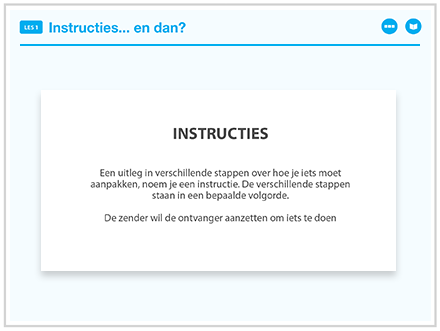 LES 1 Instructies... en dan?
INSTRUCTIES
Een uitleg in verschillende stappen over hoe je iets moet
aanpakken, noem je een instructie. De verschillende stappen
staan in een bepaalde volgorde.
De zender wil de ontvanger aanzetten om iets te doen